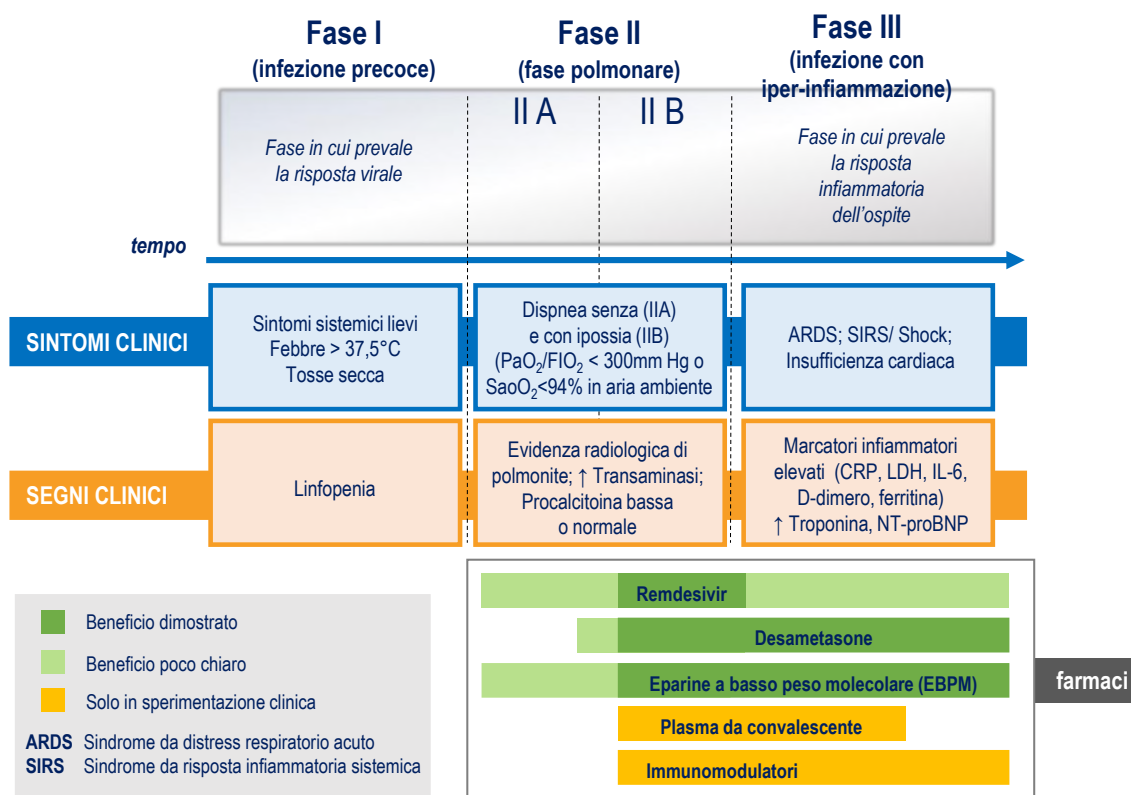 Fase I
(infezione precoce)
Fase II
(fase polmonare)
Fase III
(infezione con
iper-infiammazione)
II A
II B
Fase in cui prevale
la risposta virale
Fase in cui prevale
la risposta
infiammatoria
dell'ospite
tempo
SINTOMI CLINICI
Sintomi sistemici lievi
Febbre > 37,5°C
Tosse secca
Dispnea senza (IIA)
e con ipossia (IIB)
(PaO2/FIO2 < 300mm Hg o
SaoO2<94% in aria ambiente
ARDS; SIRS/ Shock;
Insufficienza cardiaca
SEGNI CLINICI
Linfopenia
Evidenza radiologica di
polmonite; ↑ Transaminasi;
Procalcitoina bassa
o normale
Marcatori infiammatori
elevati (CRP, LDH, IL-6,
D-dimero, ferritina)
↑ Troponina, NT-proBNP
Beneficio dimostrato
Beneficio poco chiaro
Solo in sperimentazione clinica
ARDS Sindrome da distress respiratorio acuto
SIRS Sindrome da risposta infiammatoria sistemica
Remdesivir
Desametasone
Eparine a basso peso molecolare (EBPM)
Plasma da convalescente
Immunomodulatori
farmaci